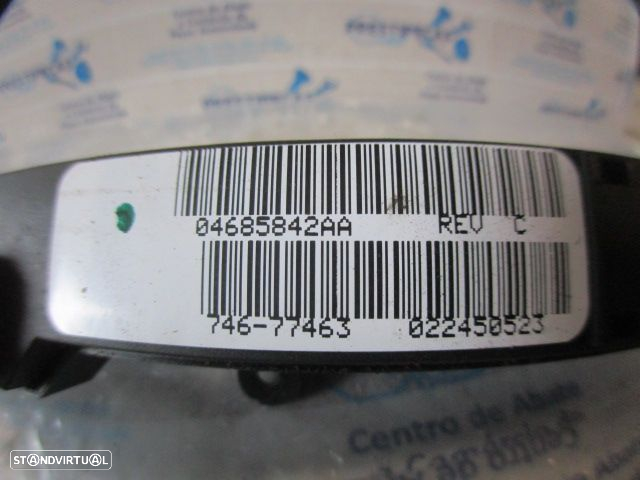 04685842AA REV C
746-77463 022450523
Centro de Abate
STANDVIRTUAL